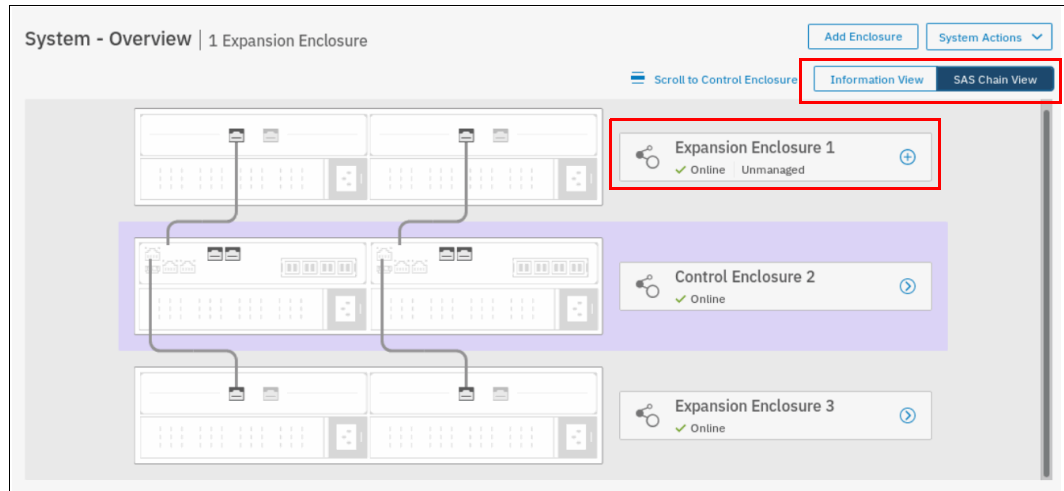 System - Overview | 1 Expansion Enclosure
Add Enclosure
System Actions
Scroll to Control Enclosure
Information View
SAS Chain View
Expansion Enclosure 1
Online | Unmanaged
Control Enclosure 2
Online
Expansion Enclosure 3
Online